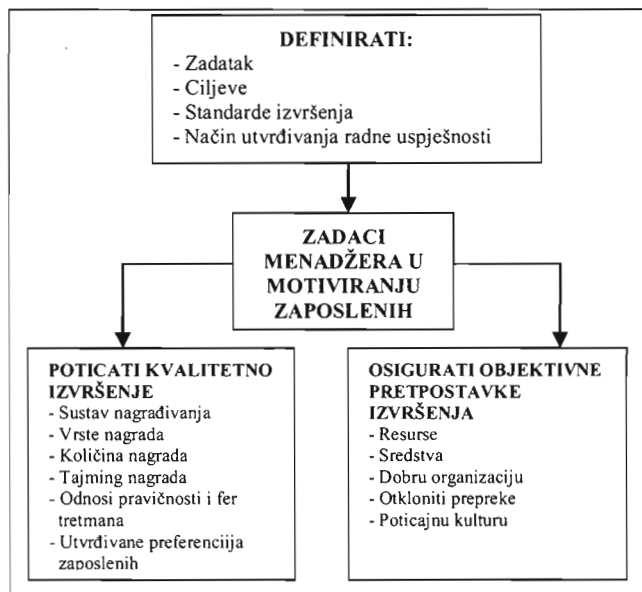 DEFINIRATI:
- Zadatak
- Ciljeve
- Standarde izvršenja
- Način utvrđivanja radne uspješnosti
ZADACI
MENADŽERA U
MOTIVIRANJU
ZAPOSLENIH
POTICATI KVALITETNO
IZVRŠENJE
- Sustav nagrađivanja
- Vrste nagrada
- Količina nagrada
- Tajming nagrada
- Odnosi pravičnosti i fer
tretmana
- Utvrđivane preferenciija
zaposlenih
OSIGURATI OBJEKTIVNE
PRETPOSTAVKE
IZVRŠENJA
- Resurse
- Sredstva
- Dobru organizaciju
- Otkloniti prepreke
- Poticajnu kulturu